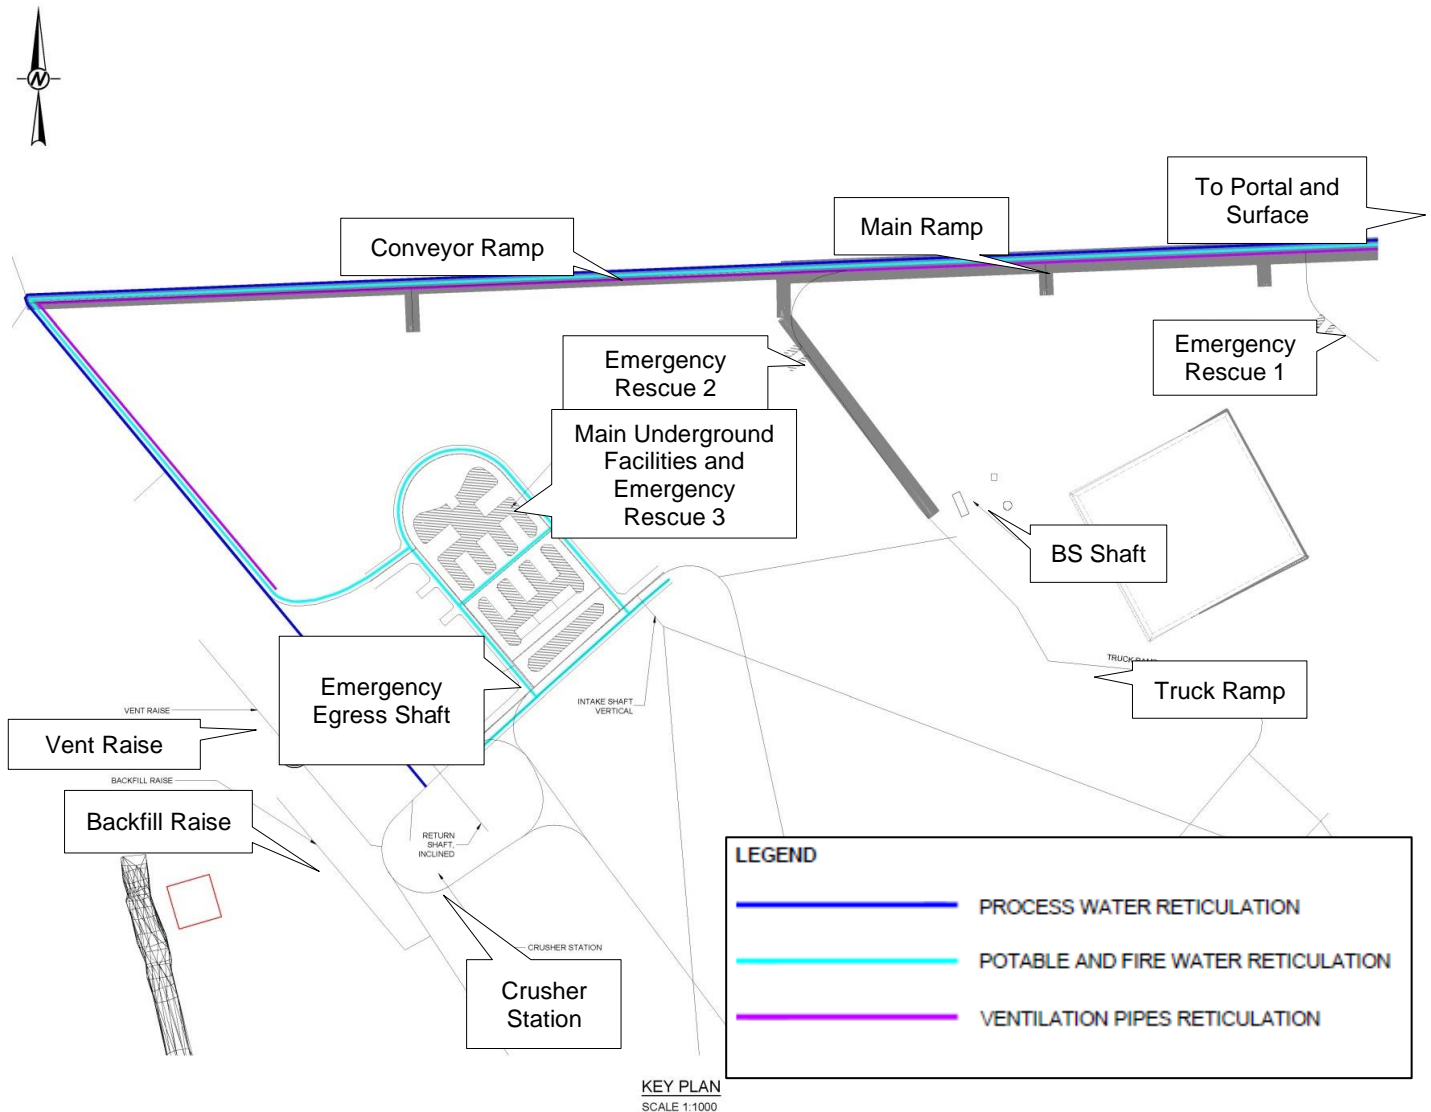 N
To Portal and
Surface
Main Ramp
Conveyor Ramp
Emergency
Rescue 1
Emergency
Rescue 2
Main Underground
Facilities and
Emergency
Rescue 3
BS Shaft
TRUCK RAMP
Truck Ramp
Emergency
Egress Shaft
INTAKE SHAFT
VERTICAL
VENT RAISE
Vent Raise
BACKFILL RAISE
Backfill Raise
RETURN
SHAFT,
INCLINED
CRUSHER STATION
Crusher
Station
LEGEND
PROCESS WATER RETICULATION
POTABLE AND FIRE WATER RETICULATION
VENTILATION PIPES RETICULATION
KEY PLAN
SCALE 1:1000